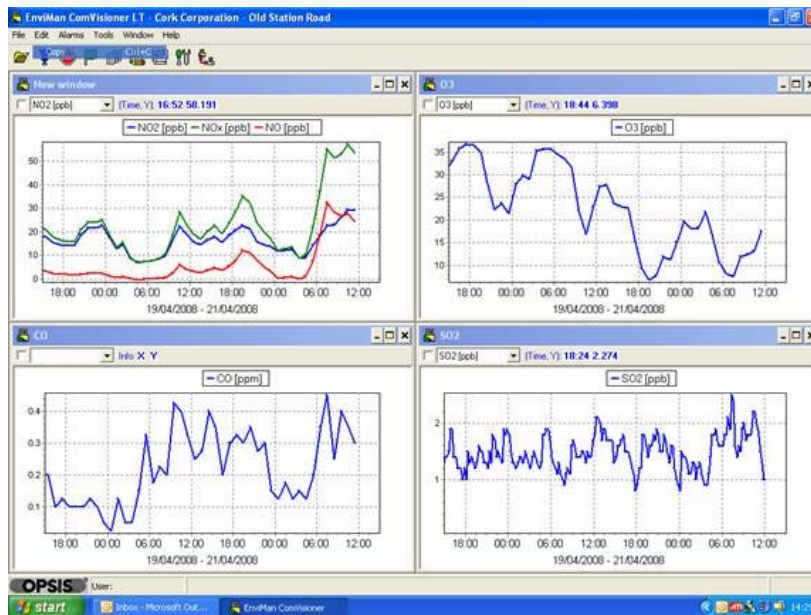 EnviMan ComVisioner LT - Cork Corporation - Old Station Road
File Edit Alarms Tools Window Help
Copy Ctrl+C
New window
NO2 [ppb] (Time, Y): 16:52 58.191
NO2 [ppb] NOx [ppb] NO [ppb]
50
40
30
20
10
0
18:00 00:00 06:00 12:00 18:00 00:00 06:00 12:00
19/04/2008 - 21/04/2008
O3
O3 [ppb] (Time, Y): 18:44 6.398
O3 [ppb]
35
30
25
20
15
10
18:00 00:00 06:00 12:00 18:00 00:00 06:00 12:00
19/04/2008 - 21/04/2008
CO
Info X Y
CO [ppm]
0.4
0.3
0.2
0.1
18:00 00:00 06:00 12:00 18:00 00:00 06:00 12:00
19/04/2008 - 21/04/2008
SO2
SO2 [ppb] (Time, Y): 18:24 2.274
SO2 [ppb]
2
1
18:00 00:00 06:00 12:00 18:00 00:00 06:00 12:00
19/04/2008 - 21/04/2008
OPSIS User:
start Inbox - Microsoft Out... EnviMan ComVisioner